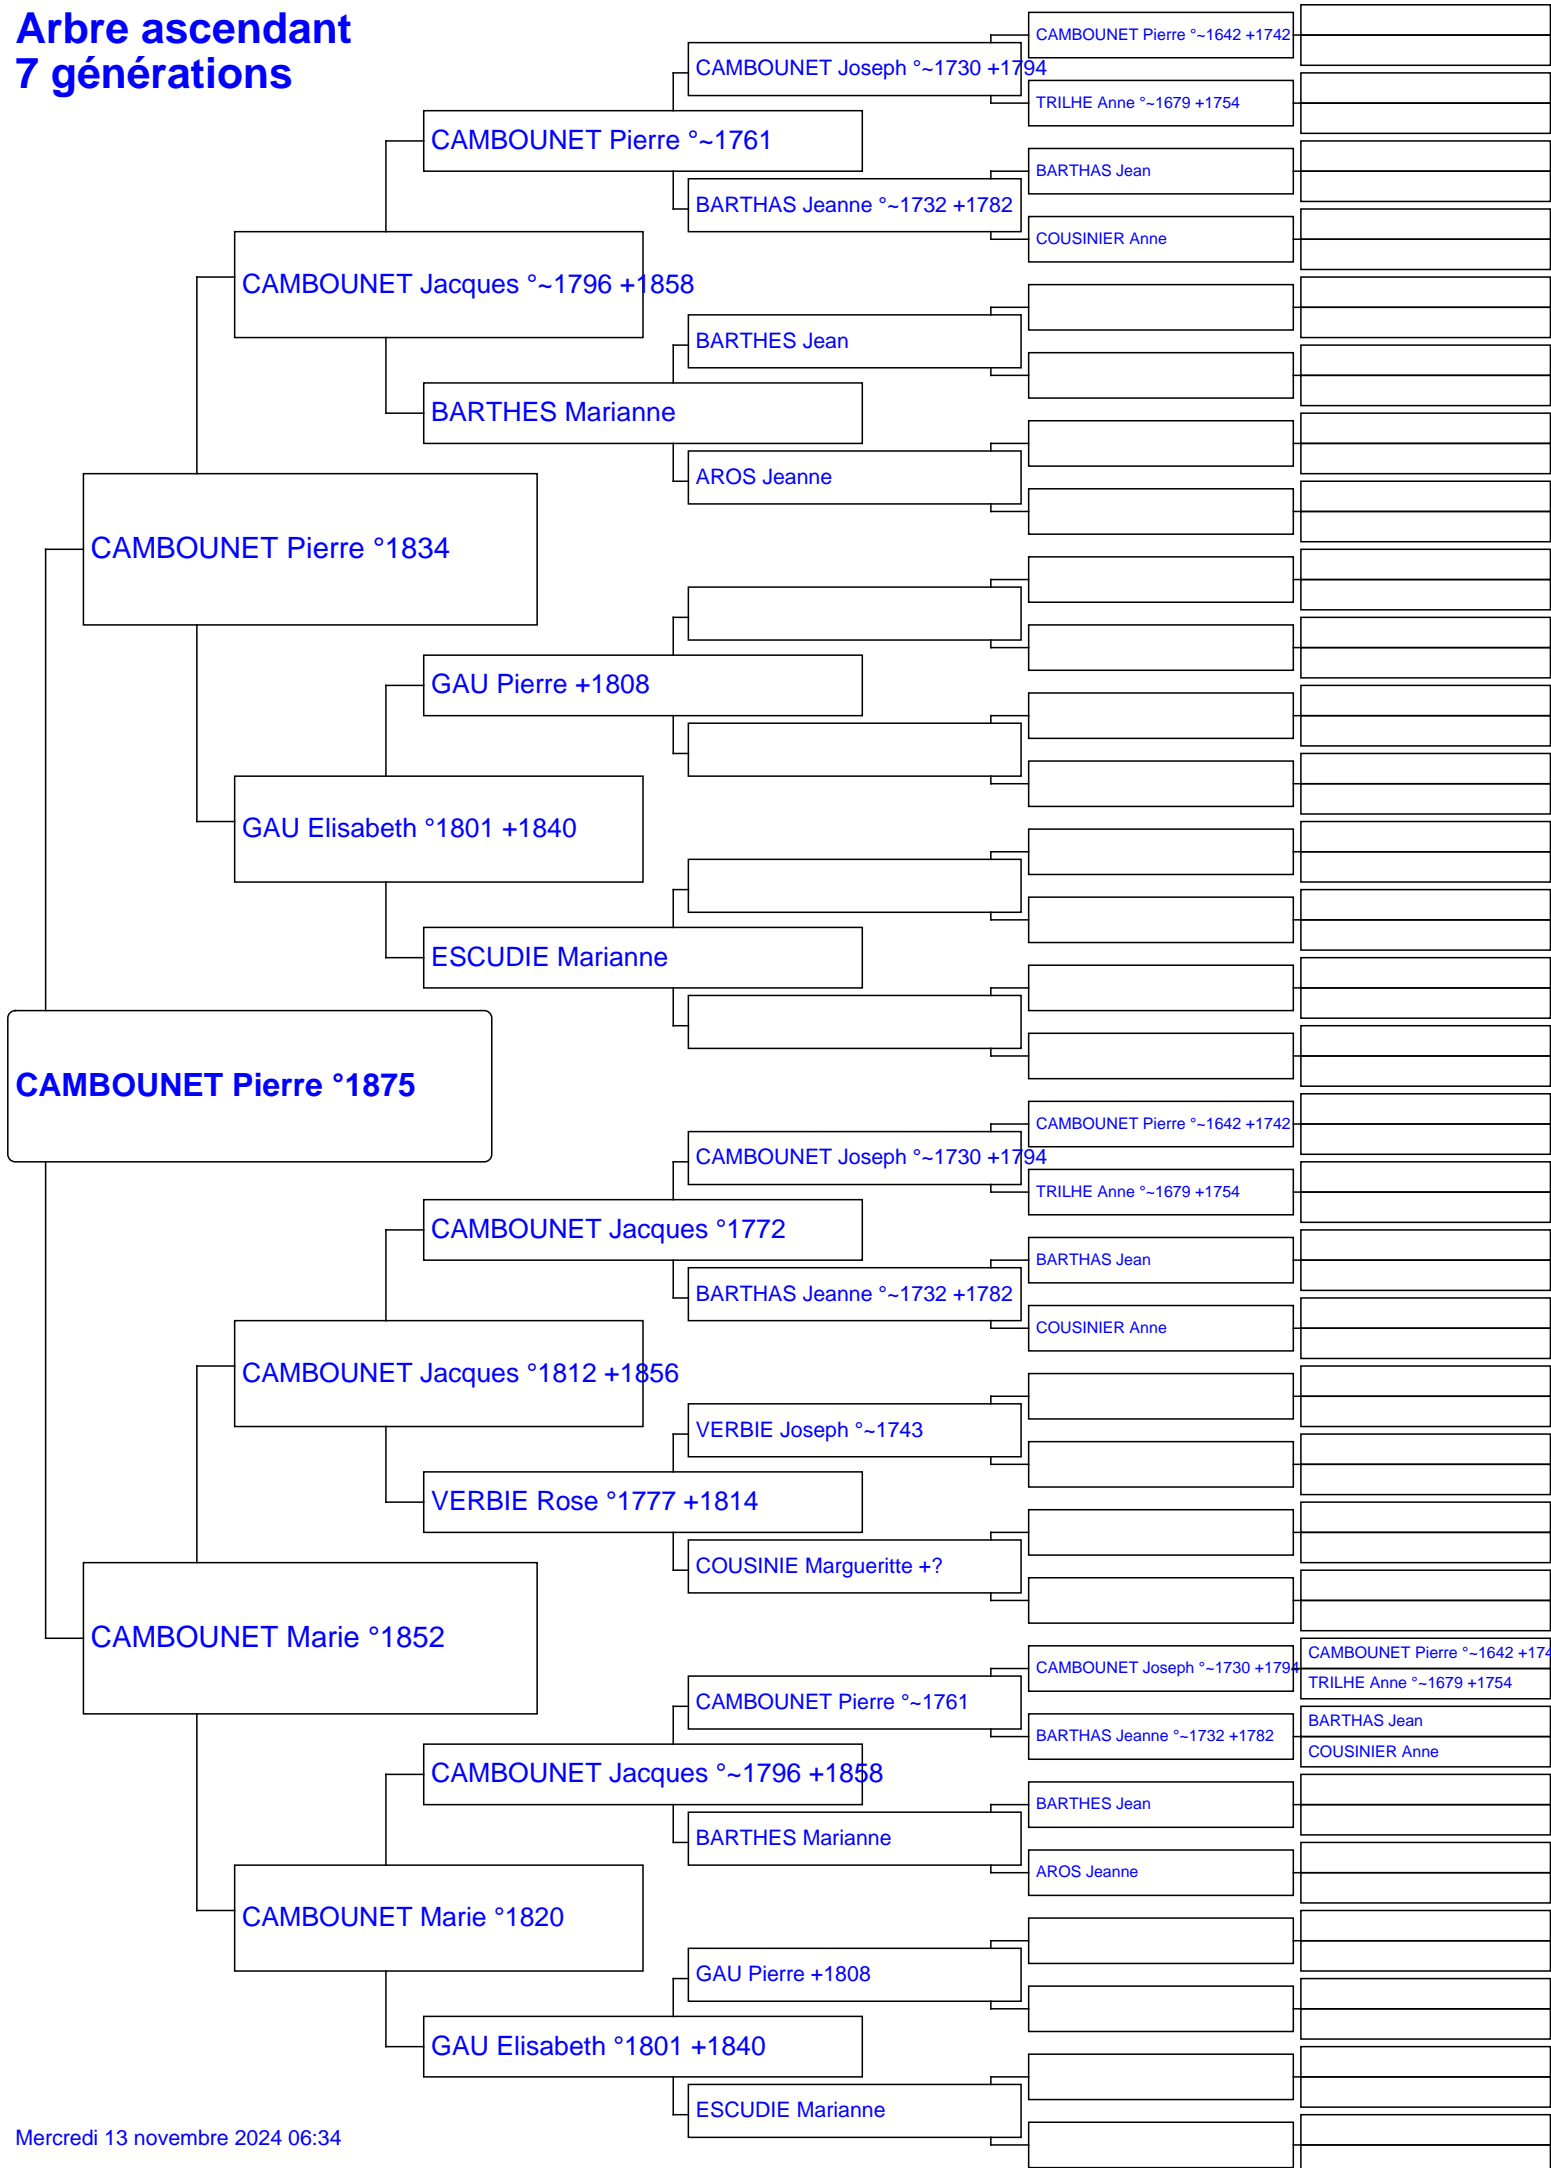 Arbre ascendant
7 générations
CAMBOUNET Pierre °~1642 +1742
CAMBOUNET Joseph °~1730 +1794
TRILHE Anne °~1679 +1754
CAMBOUNET Pierre °~1761
BARTHAS Jean
BARTHAS Jeanne °~1732 +1782
COUSINIER Anne
CAMBOUNET Jacques °~1796 +1858
BARTHES Jean
BARTHES Marianne
AROS Jeanne
CAMBOUNET Pierre °1834
GAU Pierre +1808
GAU Elisabeth °1801 +1840
ESCUDIE Marianne
CAMBOUNET Pierre °1875
CAMBOUNET Pierre °~1642 +1742
CAMBOUNET Joseph °~1730 +1794
TRILHE Anne °~1679 +1754
CAMBOUNET Jacques °1772
BARTHAS Jean
BARTHAS Jeanne °~1732 +1782
COUSINIER Anne
CAMBOUNET Jacques °1812 +1856
VERBIE Joseph °~1743
VERBIE Rose °1777 +1814
COUSINIE Margueritte +?
CAMBOUNET Marie °1852
CAMBOUNET Pierre °~1642 +174
CAMBOUNET Joseph °~1730 +1794
TRILHE Anne °~1679 +1754
CAMBOUNET Pierre °~1761
BARTHAS Jean
BARTHAS Jeanne °~1732 +1782
COUSINIER Anne
CAMBOUNET Jacques °~1796 +1858
BARTHES Jean
BARTHES Marianne
AROS Jeanne
CAMBOUNET Marie °1820
GAU Pierre +1808
GAU Elisabeth °1801 +1840
ESCUDIE Marianne
Mercredi 13 novembre 2024 06:34